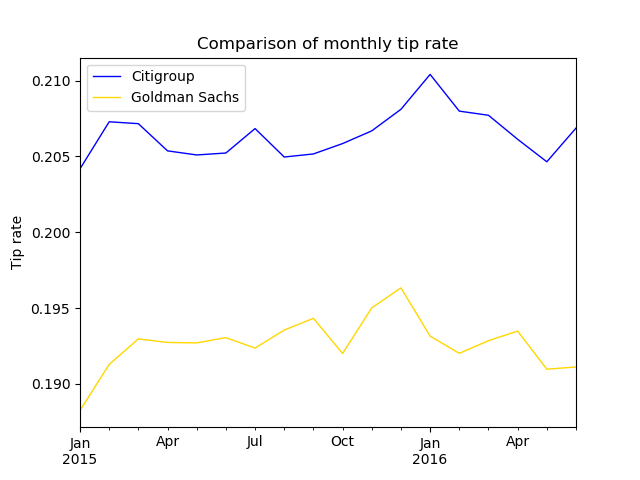 Comparison of monthly tip rate
Citigroup
Goldman Sachs
0.210
0.205
0.200
0.195
0.190
Tip rate
Jan Apr Jul Oct Jan Apr
2015 2016